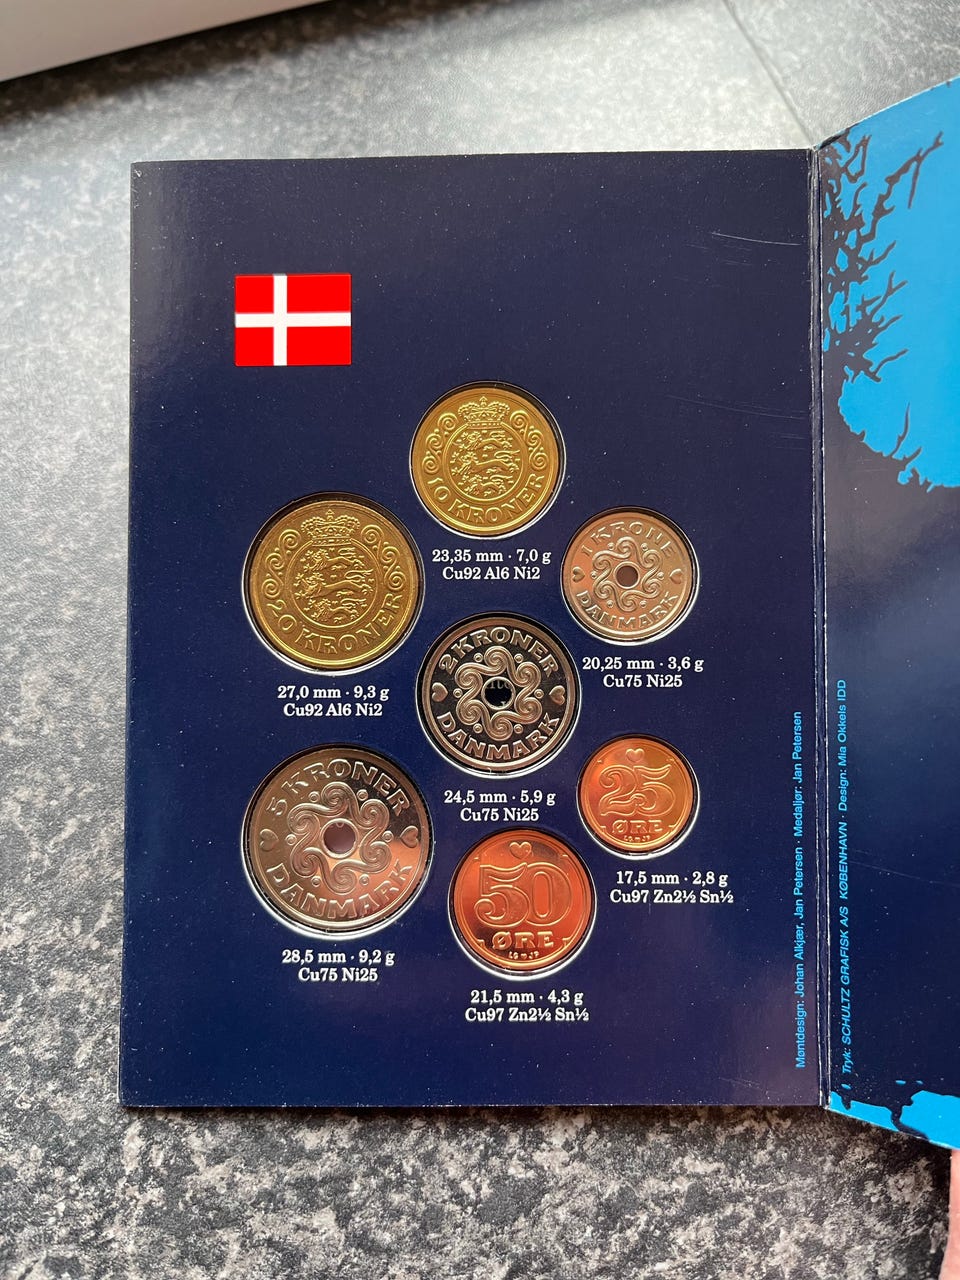 10 KRONER
23,35 mm · 7,0 g
Cu92 Al6 Ni2
20 KRONER
27,0 mm · 9,3 g
Cu92 Al6 Ni2
1 KRONE
DANMARK
20,25 mm · 3,6 g
Cu75 Ni25
2 KRONER
DANMARK
24,5 mm · 5,9 g
Cu75 Ni25
25
ØRE
LG JP
17,5 mm · 2,8 g
Cu97 Zn2½ Sn½
5 KRONER
DANMARK
28,5 mm · 9,2 g
Cu75 Ni25
50
ØRE
LG JP
21,5 mm · 4,3 g
Cu97 Zn2½ Sn½
Møntdesign: Johan Alkjær, Jan Petersen · Medaljør: Jan Petersen
Tryk: SCHULTZ GRAFISK A/S KØBENHAVN · Design: Mia Okkels IDD